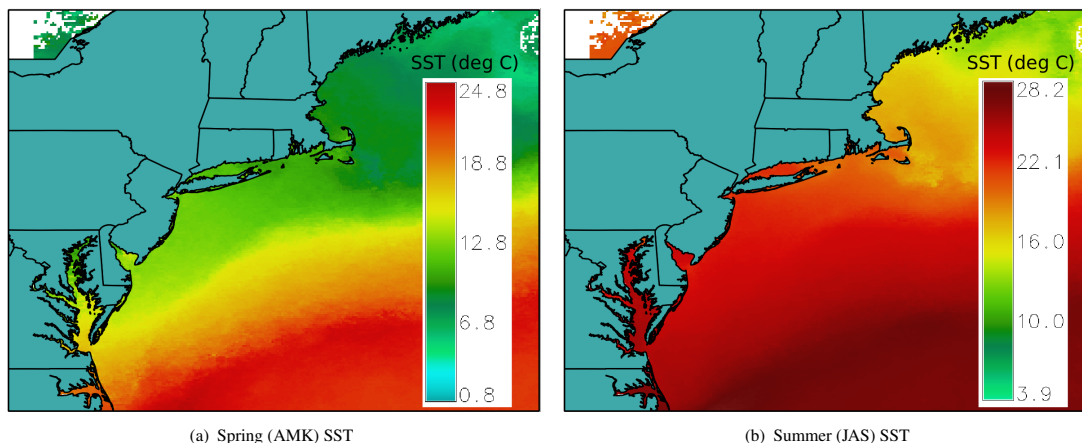 SST (deg C)
24.8
18.8
12.8
6.8
0.8
SST (deg C)
28.2
22.1
16.0
10.0
3.9
(a) Spring (AMK) SST
(b) Summer (JAS) SST